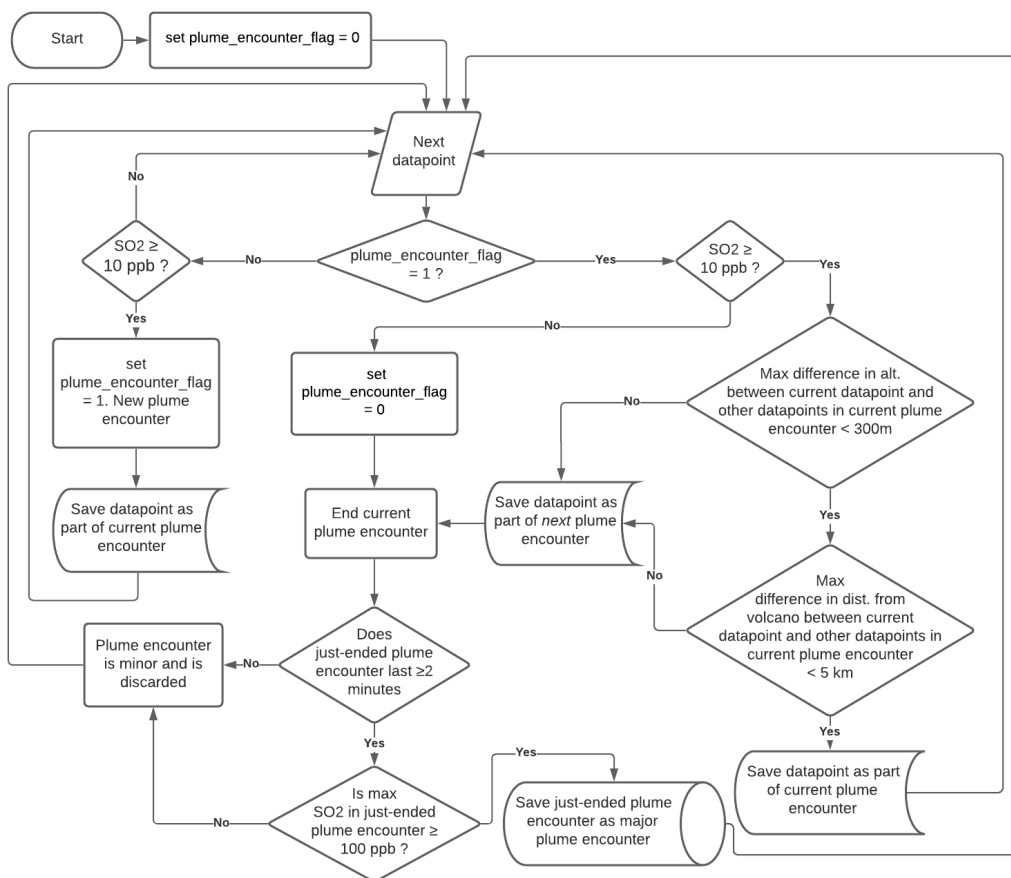 Start
set plume_encounter_flag = 0
Next
datapoint
No
SO2 ≥
10 ppb ?
No
plume_encounter_flag
= 1 ?
Yes
SO2 ≥
10 ppb ?
Yes
Yes
No
set
plume_encounter_flag
= 1. New plume
encounter
set
plume_encounter_flag
= 0
No
Max difference in alt.
between current datapoint and
other datapoints in current plume
encounter < 300m
Save datapoint as
part of current plume
encounter
End current
plume encounter
Save datapoint as
part of next plume
encounter
Yes
No
Max
difference in dist. from
volcano between current
datapoint and other datapoints in
current plume encounter
< 5 km
Plume encounter
is minor and is
discarded
No
Does
just-ended plume
encounter last ≥2
minutes
Yes
Yes
Yes
No
Is max
SO2 in just-ended
plume encounter ≥
100 ppb ?
Save just-ended plume
encounter as major
plume encounter
Save datapoint as part
of current plume
encounter